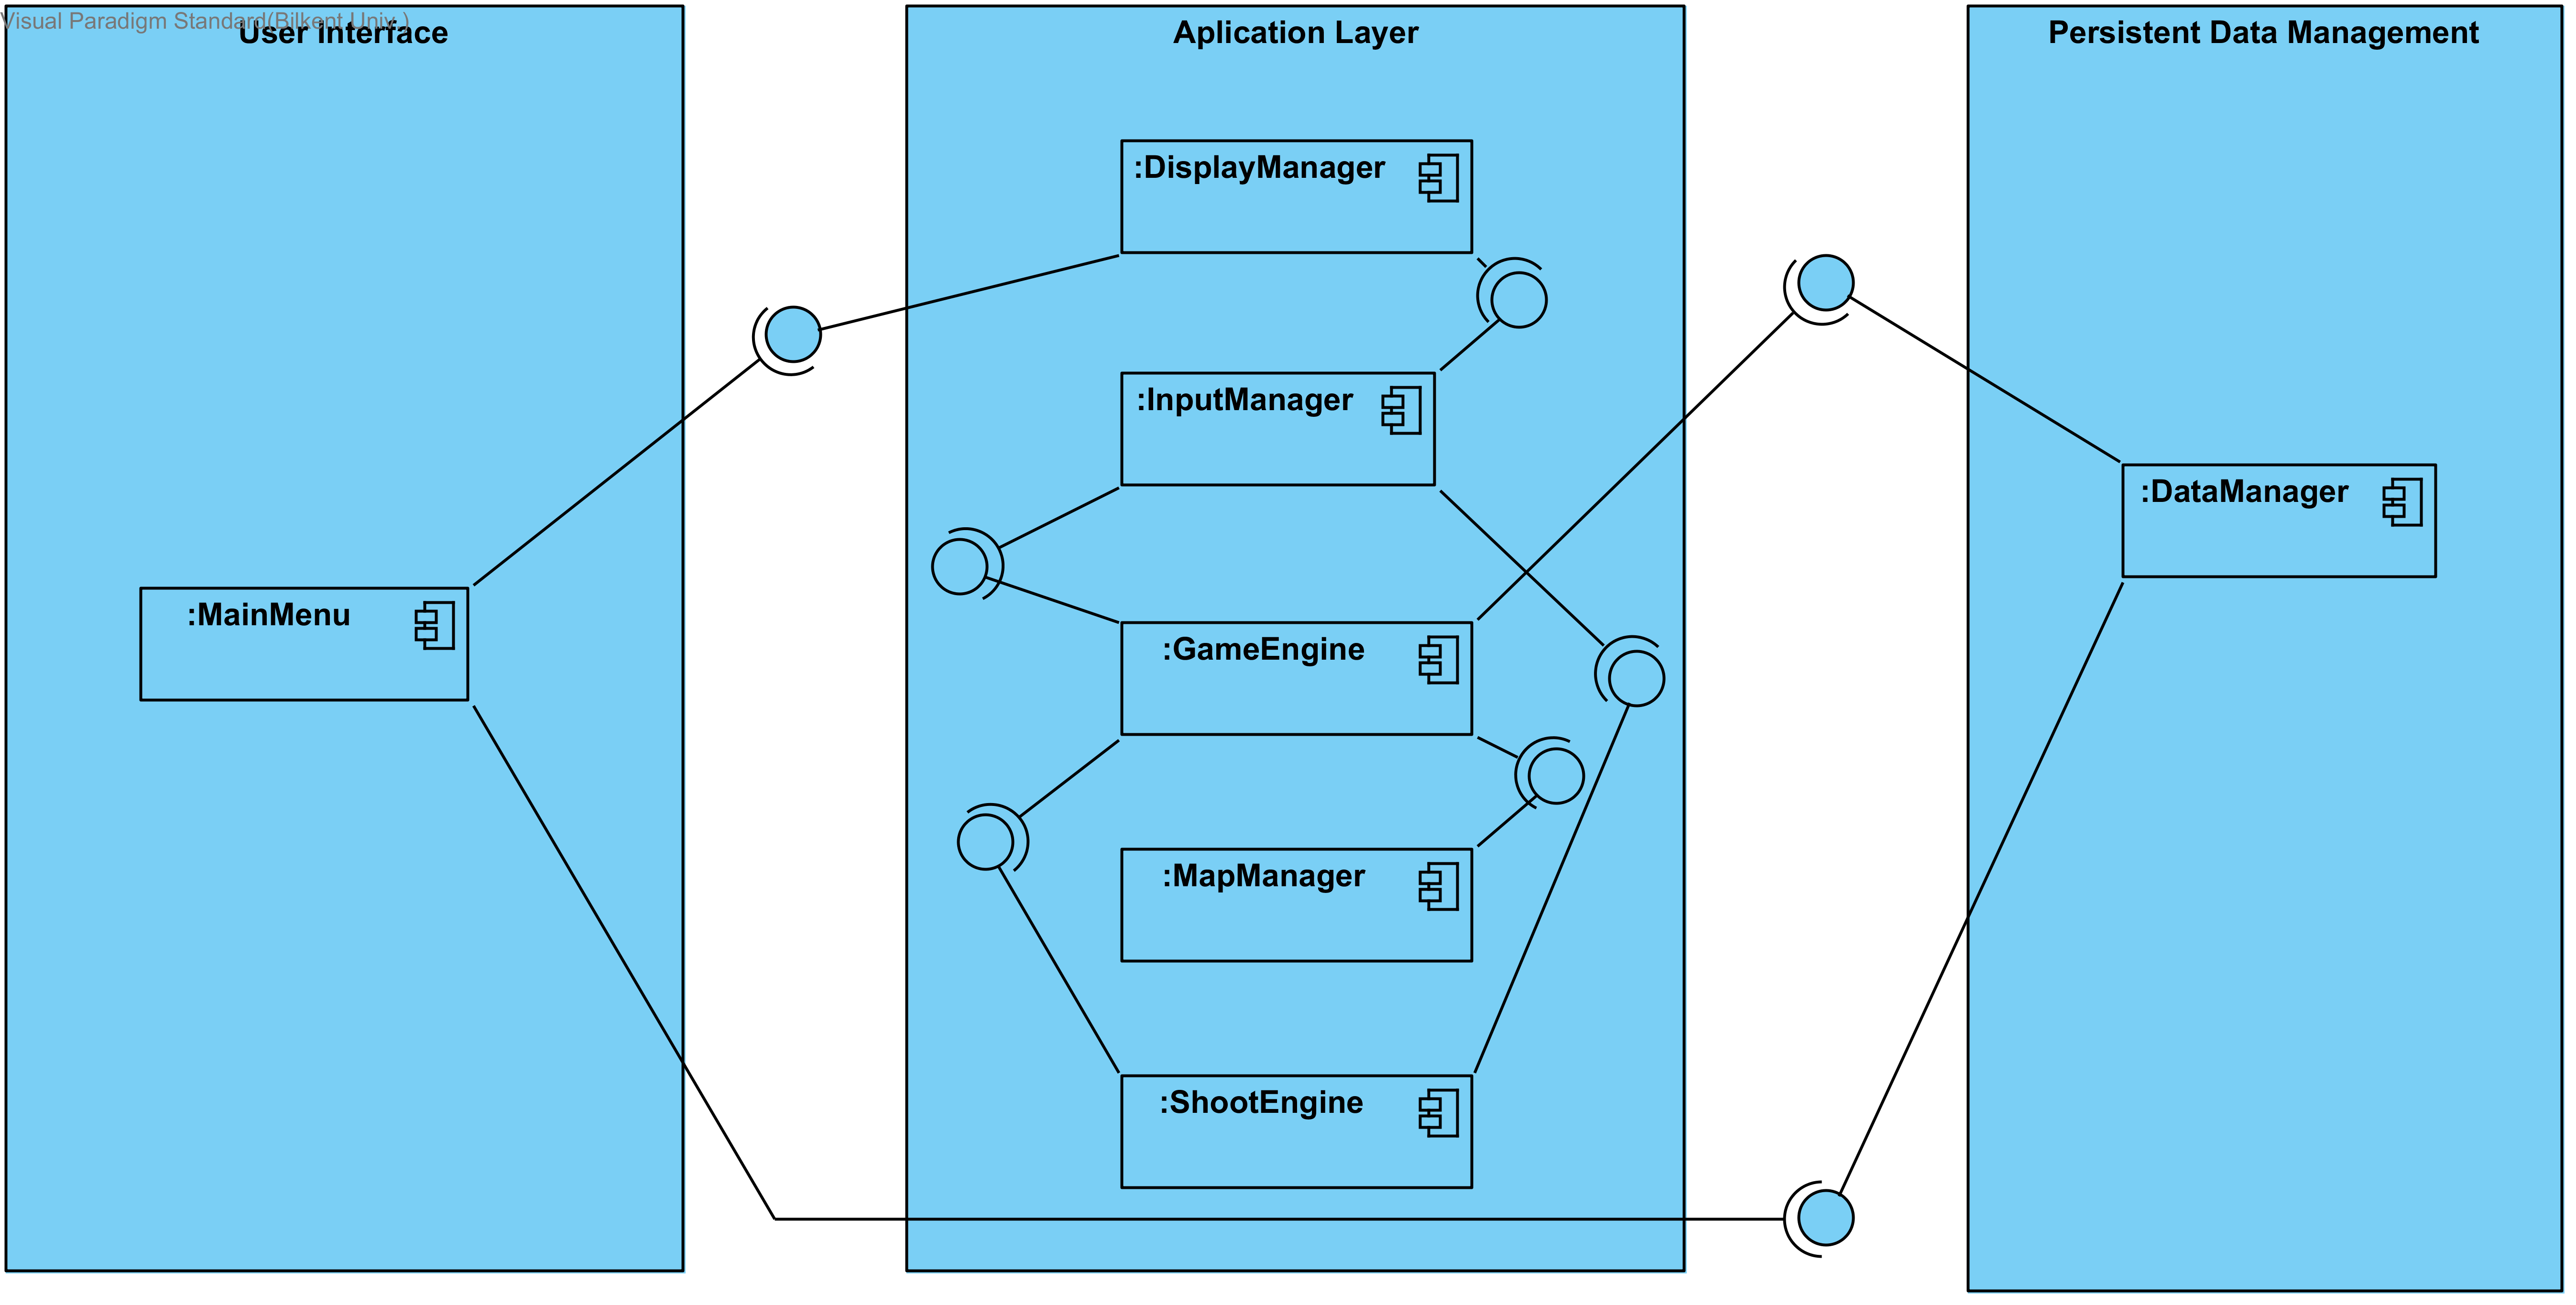 Visual Paradigm Standard(Bilkent Univ.)
User Interface
Aplication Layer
Persistent Data Management
:DisplayManager
:InputManager
:DataManager
:MainMenu
:GameEngine
:MapManager
:ShootEngine